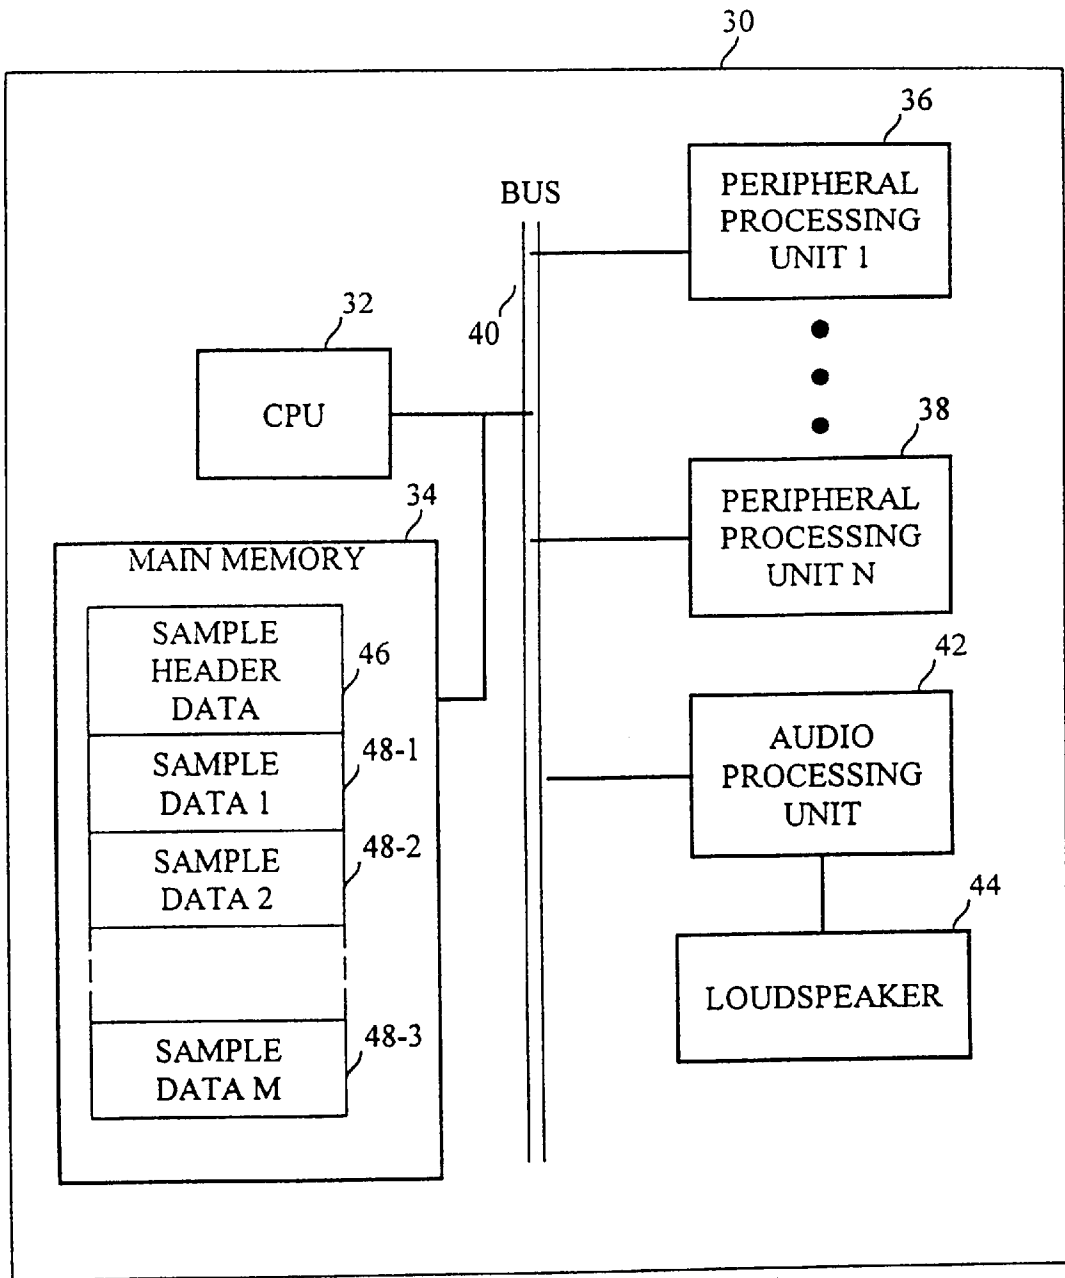 30
36
PERIPHERAL
PROCESSING
UNIT 1
BUS
40
32
CPU
38
PERIPHERAL
PROCESSING
UNIT N
34
MAIN MEMORY
SAMPLE
HEADER
DATA
46
SAMPLE
DATA 1
48-1
SAMPLE
DATA 2
48-2
SAMPLE
DATA M
48-3
42
AUDIO
PROCESSING
UNIT
44
LOUDSPEAKER